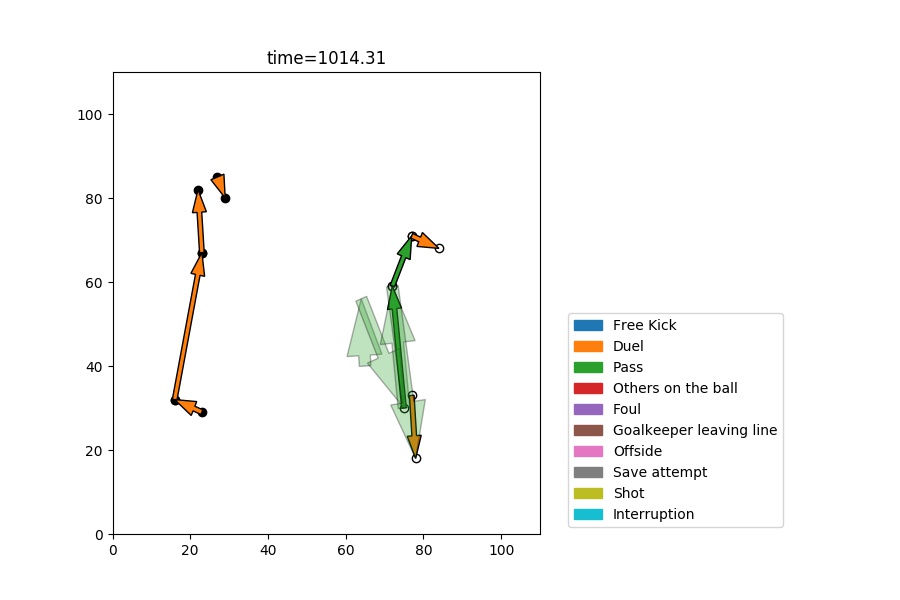 time=1014.31
100
80
60
40
20
0
0 20 40 60 80 100
Free Kick
Duel
Pass
Others on the ball
Foul
Goalkeeper leaving line
Offside
Save attempt
Shot
Interruption